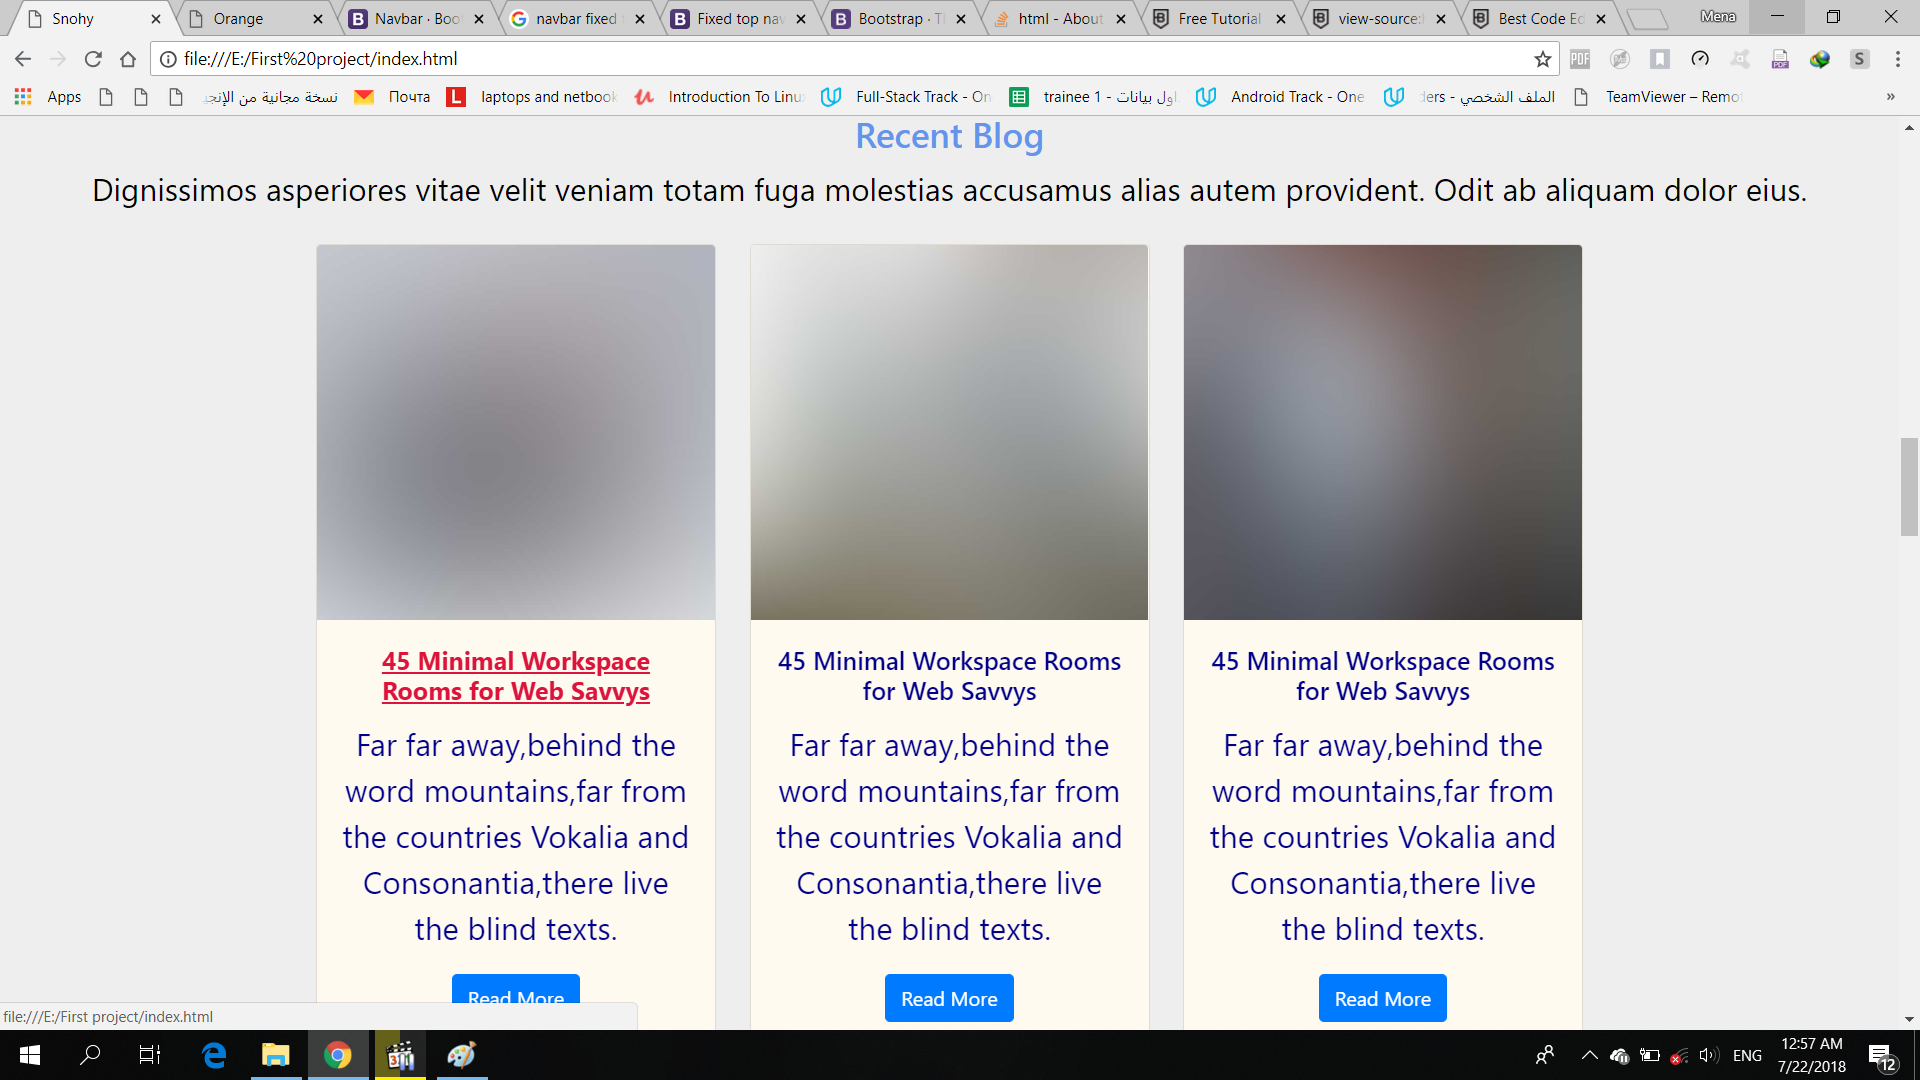 Snohy
Orange
Navbar · Boo
navbar fixed
Fixed top nav
Bootstrap · T
html - About
Free Tutorial
view-source:
Best Code Ed
Mena
file:///E:/First%20project/index.html
Apps
نسخة مجانية من الإنجي
Почта
laptops and netbook
Introduction To Linu
Full-Stack Track - On
trainee 1 - جداول بيانات
Android Track - One
الملف الشخصي - ders
TeamViewer – Remo
»
Recent Blog
Dignissimos asperiores vitae velit veniam totam fuga molestias accusamus alias autem provident. Odit ab aliquam dolor eius.
45 Minimal Workspace
Rooms for Web Savvys
Far far away,behind the
word mountains,far from
the countries Vokalia and
Consonantia,there live
the blind texts.
Read More
45 Minimal Workspace Rooms
for Web Savvys
Far far away,behind the
word mountains,far from
the countries Vokalia and
Consonantia,there live
the blind texts.
Read More
45 Minimal Workspace Rooms
for Web Savvys
Far far away,behind the
word mountains,far from
the countries Vokalia and
Consonantia,there live
the blind texts.
Read More
file:///E:/First project/index.html
ENG
12:57 AM
7/22/2018
12